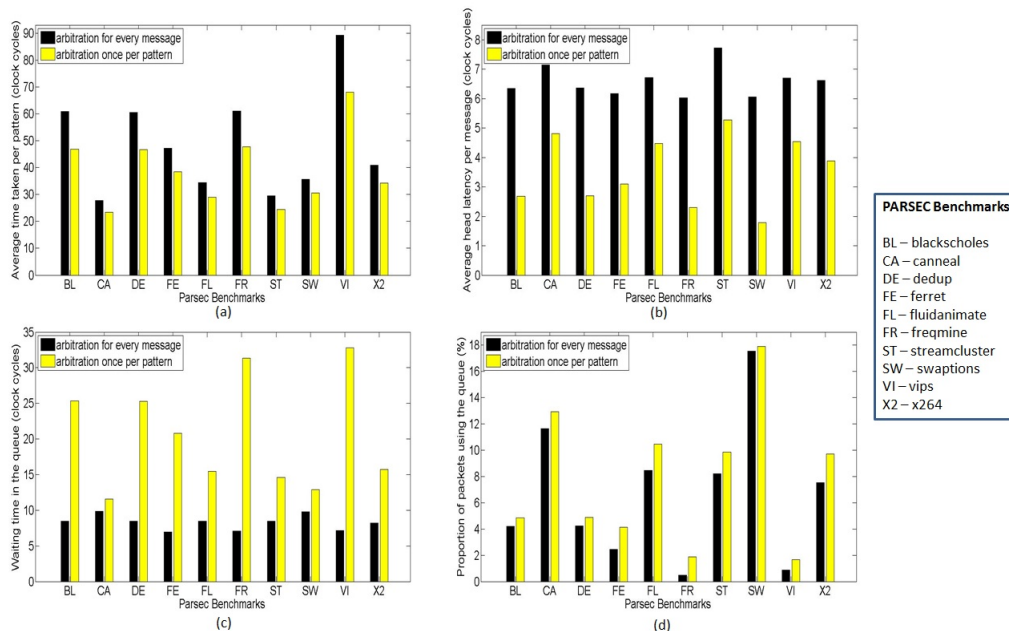 Average time taken per pattern (clock cycles)
90
80
70
60
50
40
30
20
10
0
arbitration for every message
arbitration once per pattern
BL CA DE FE FL FR ST SW VI X2
Parsec Benchmarks
(a)
Average head latency per message (clock cycles)
8
7
6
5
4
3
2
1
0
arbitration for every message
arbitration once per pattern
BL CA DE FE FL FR ST SW VI X2
Parsec Benchmarks
(b)
Waiting time in the queue (clock cycles)
35
30
25
20
15
10
5
0
arbitration for every message
arbitration once per pattern
BL CA DE FE FL FR ST SW VI X2
Parsec Benchmarks
(c)
Proportion of packets using the queue (%)
18
16
14
12
10
8
6
4
2
0
arbitration for every message
arbitration once per pattern
BL CA DE FE FL FR ST SW VI X2
Parsec Benchmarks
(d)
PARSEC Benchmarks
BL – blackscholes
CA – canneal
DE – dedup
FE – ferret
FL – fluidanimate
FR – freqmine
ST – streamcluster
SW – swaptions
VI – vips
X2 – x264